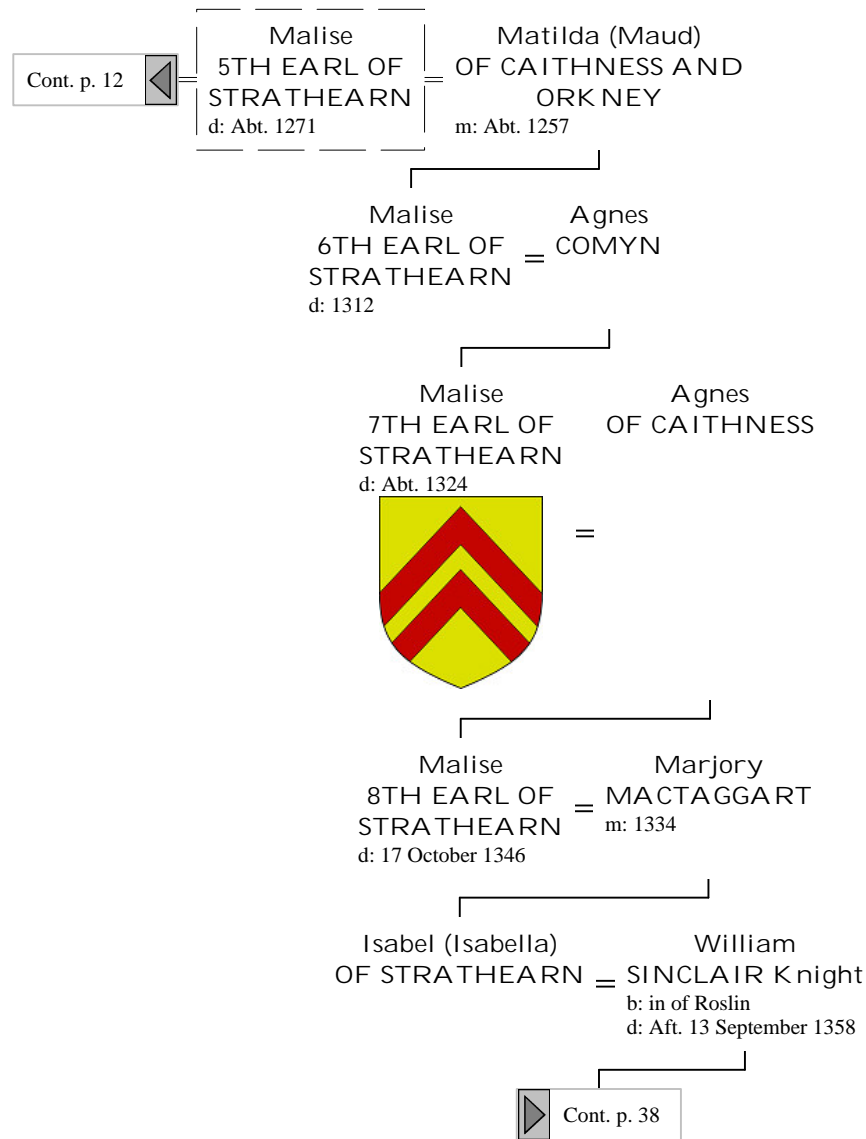 Cont. p. 12
Malise
5TH EARL OF
STRATHEARN
d: Abt. 1271
=
=
Matilda (Maud)
OF CAITHNESS AND
ORKNEY
m: Abt. 1257
Malise
6TH EARL OF
STRATHEARN
d: 1312
=
Agnes
COMYN
Malise
7TH EARL OF
STRATHEARN
d: Abt. 1324
=
Agnes
OF CAITHNESS
Malise
8TH EARL OF
STRATHEARN
d: 17 October 1346
=
Marjory
MACTAGGART
m: 1334
Isabel (Isabella)
OF STRATHEARN
=
William
SINCLAIR Knight
b: in of Roslin
d: Aft. 13 September 1358
Cont. p. 38